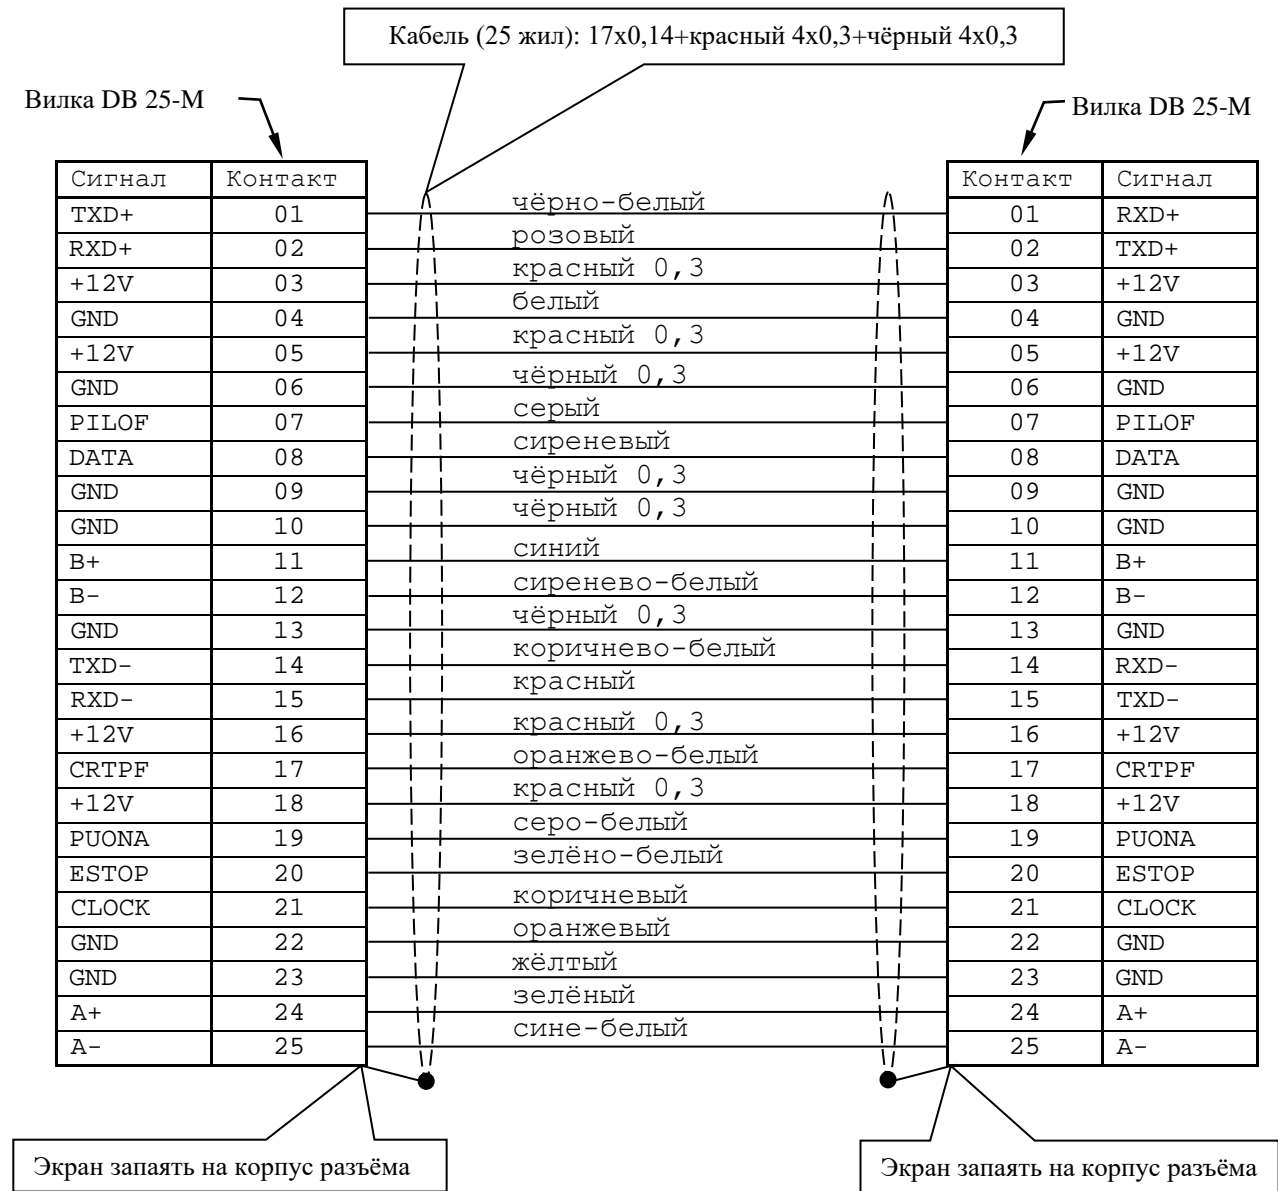 Кабель (25 жил): 17х0,14+красный 4х0,3+чёрный 4х0,3
Вилка DB 25-M
Вилка DB 25-M
Сигнал Контакт Контакт Сигнал
TXD+ 01 чёрно-белый 01 RXD+
RXD+ 02 розовый 02 TXD+
+12V 03 красный 0,3 03 +12V
GND 04 белый 04 GND
+12V 05 красный 0,3 05 +12V
GND 06 чёрный 0,3 06 GND
PILOF 07 серый 07 PILOF
DATA 08 сиреневый 08 DATA
GND 09 чёрный 0,3 09 GND
GND 10 чёрный 0,3 10 GND
B+ 11 синий 11 B+
B- 12 сиренево-белый 12 B-
GND 13 чёрный 0,3 13 GND
TXD- 14 коричнево-белый 14 RXD-
RXD- 15 красный 15 TXD-
+12V 16 красный 0,3 16 +12V
CRTPF 17 оранжево-белый 17 CRTPF
+12V 18 красный 0,3 18 +12V
PUONA 19 серо-белый 19 PUONA
ESTOP 20 зелёно-белый 20 ESTOP
CLOCK 21 коричневый 21 CLOCK
GND 22 оранжевый 22 GND
GND 23 жёлтый 23 GND
A+ 24 зелёный 24 A+
A- 25 сине-белый 25 A-
Экран запаять на корпус разъёма
Экран запаять на корпус разъёма